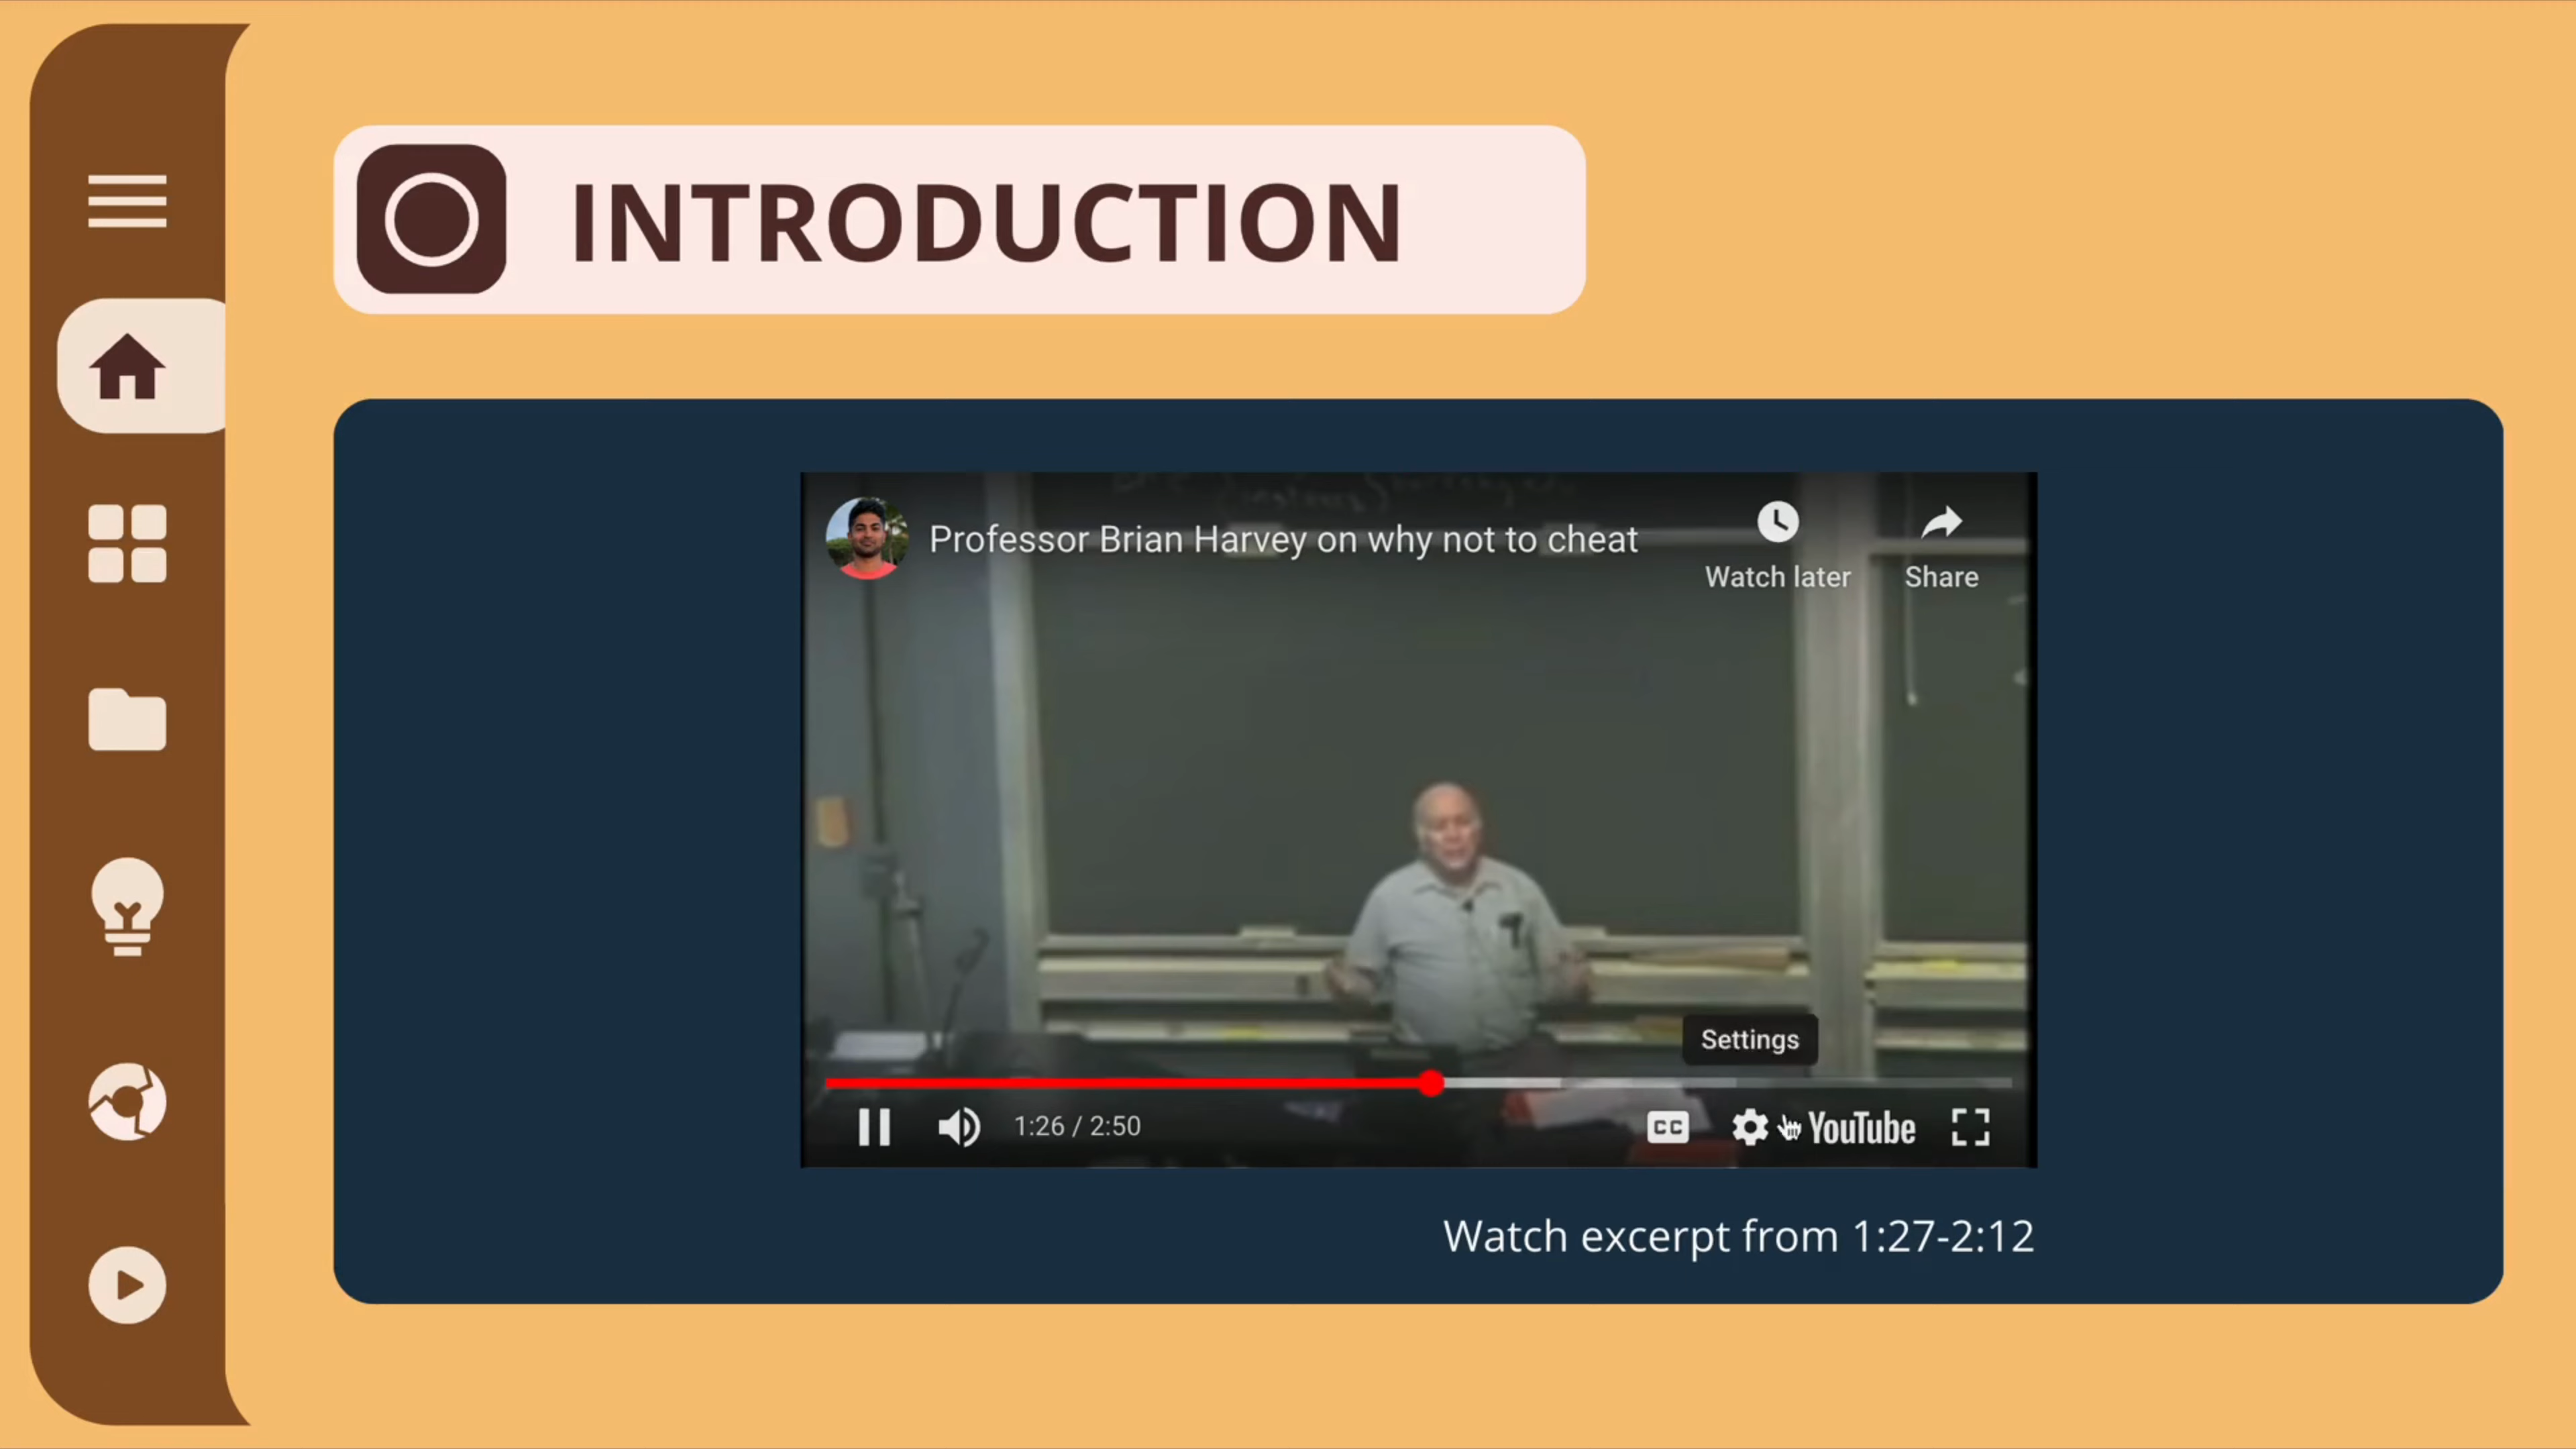 INTRODUCTION
Professor Brian Harvey on why not to cheat
Watch later
Share
Settings
1:26 / 2:50
CC
YouTube
Watch excerpt from 1:27-2:12